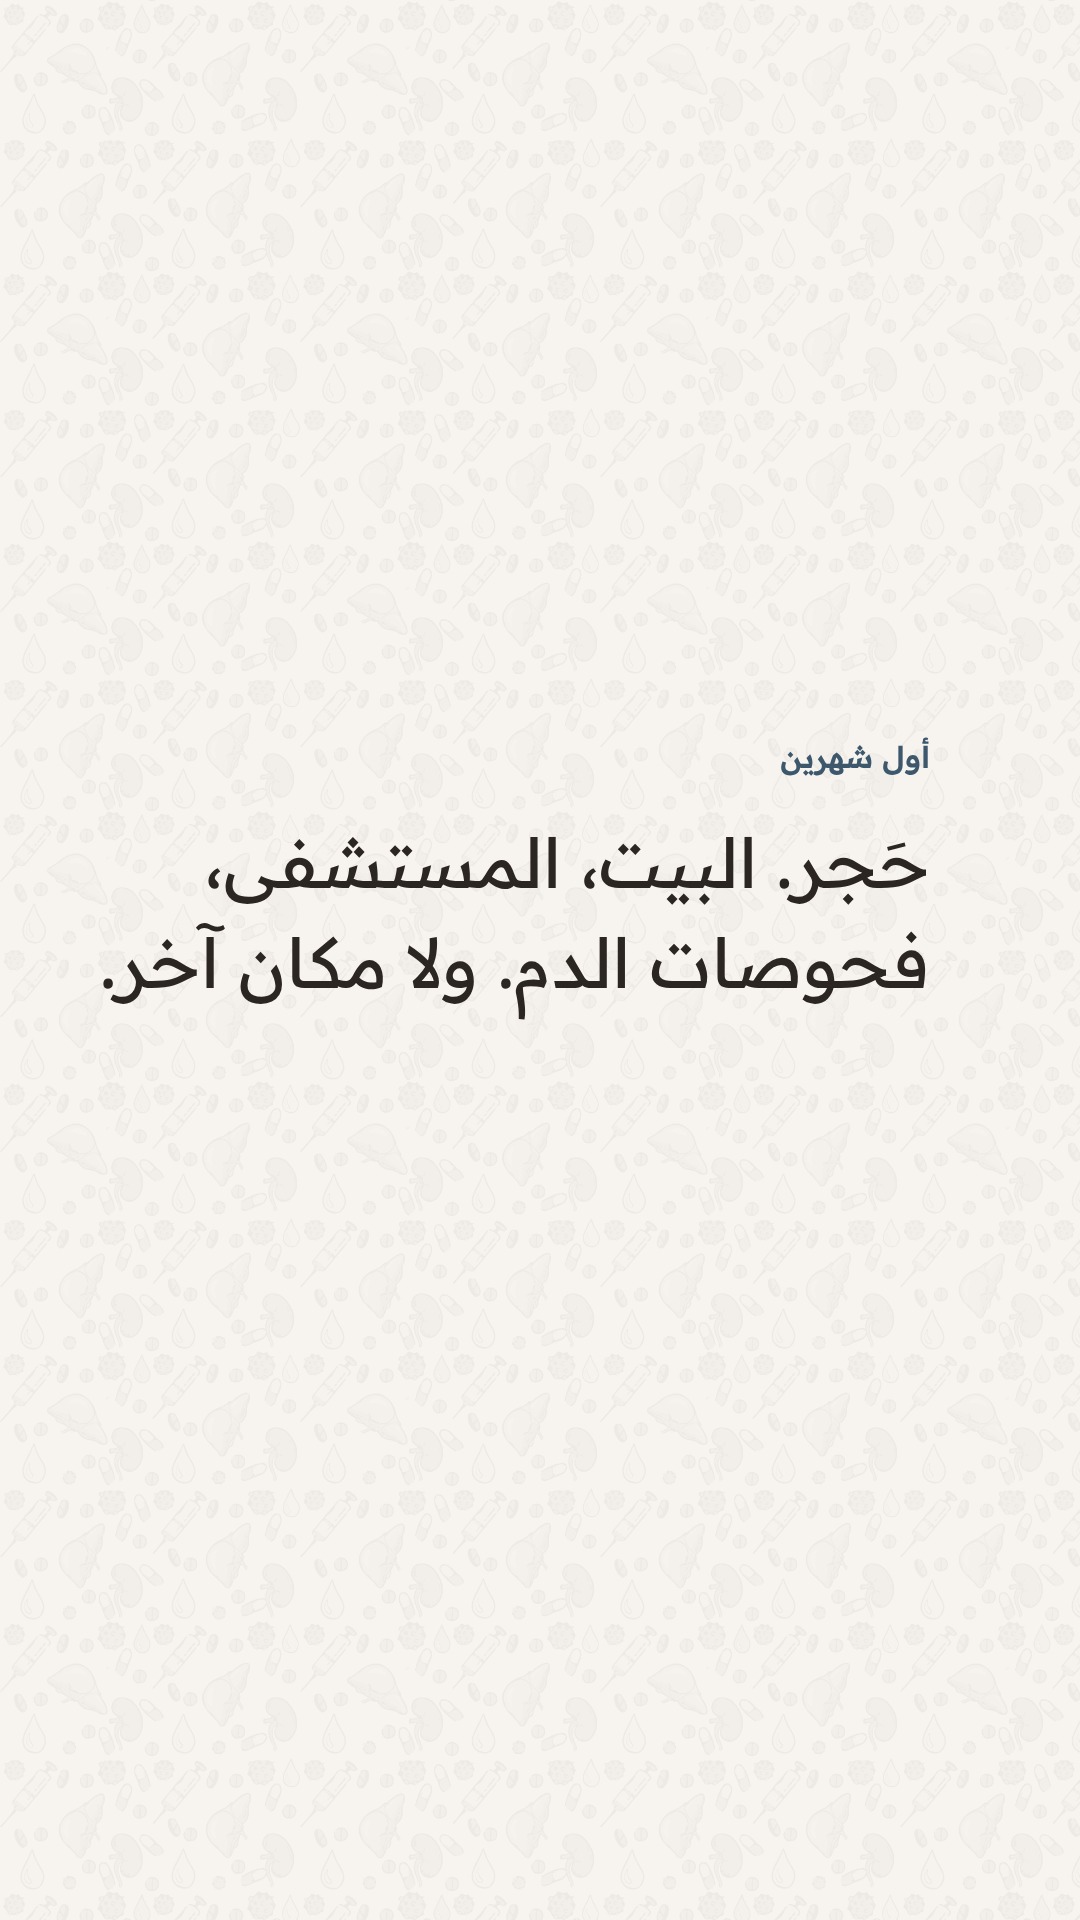 أول شهرين
حَجر. البيت، المستشفى،
فحوصات الدم. ولا مكان آخر.